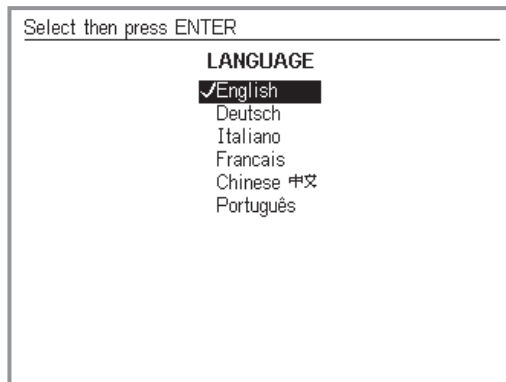 Select then press ENTER
LANGUAGE
✓English
Deutsch
Italiano
Francais
Chinese 中文
Português